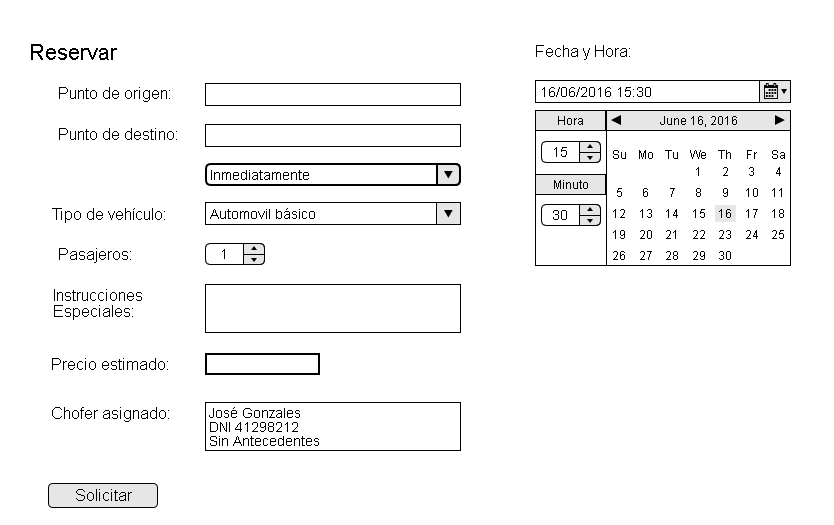 Reservar
Punto de origen:
Punto de destino:
Inmediatamente
Tipo de vehículo:
Automovil básico
Pasajeros:
1
Instrucciones
Especiales:
Precio estimado:
Chofer asignado:
José Gonzales
DNI 41298212
Sin Antecedentes
Solicitar
Fecha y Hora:
16/06/2016 15:30
Hora
15
Minuto
30
June 16, 2016
Su Mo Tu We Th Fr Sa
1 2 3 4
5 6 7 8 9 10 11
12 13 14 15 16 17 18
19 20 21 22 23 24 25
26 27 28 29 30